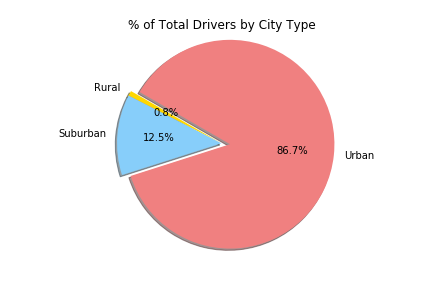 % of Total Drivers by City Type
Rural
0.8%
Suburban
12.5%
86.7%
Urban